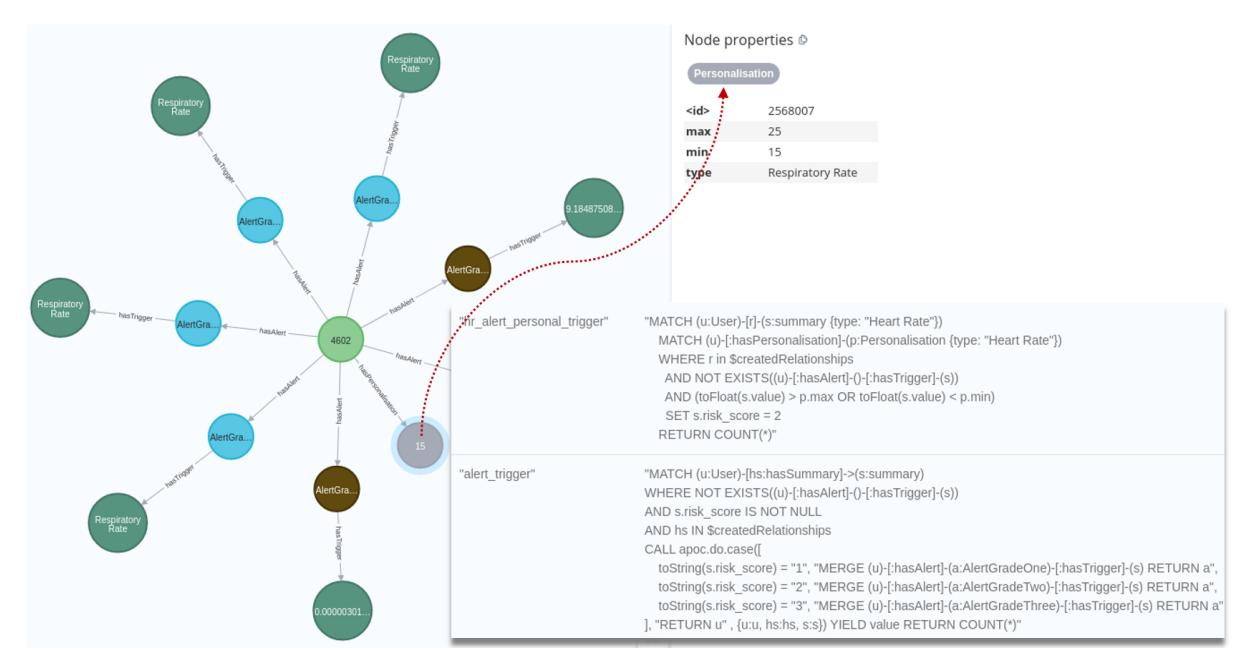 Respiratory
Rate
Respiratory
Rate
hasTrigger
hasTrigger
AlertGra...
AlertGra...
9.18487508...
hasTrigger
AlertGra...
Respiratory
Rate
hasTrigger
AlertGra...
hasAlert
hasAlert
hasAlert
hasAlert
4602
hasAlert
hasPersonalisation
hasAlert
hasAlert
AlertGra...
15
hasTrigger
AlertGra...
Respiratory
Rate
hasTrigger
0.00000301...
Node properties
Personalisation
<id> 2568007
max 25
min 15
type Respiratory Rate
"hr_alert_personal_trigger" "MATCH (u:User)-[r]-(s:summary {type: "Heart Rate"})
MATCH (u)-[:hasPersonalisation]-(p:Personalisation {type: "Heart Rate"})
WHERE r in $createdRelationships
AND NOT EXISTS((u)-[:hasAlert]-()-[:hasTrigger]-(s))
AND (toFloat(s.value) > p.max OR toFloat(s.value) < p.min)
SET s.risk_score = 2
RETURN COUNT(*)"
"alert_trigger" "MATCH (u:User)-[hs:hasSummary]->(s:summary)
WHERE NOT EXISTS((u)-[:hasAlert]-()-[:hasTrigger]-(s))
AND s.risk_score IS NOT NULL
AND hs IN $createdRelationships
CALL apoc.do.case([
toString(s.risk_score) = "1", "MERGE (u)-[:hasAlert]-(a:AlertGradeOne)-[:hasTrigger]-(s) RETURN a",
toString(s.risk_score) = "2", "MERGE (u)-[:hasAlert]-(a:AlertGradeTwo)-[:hasTrigger]-(s) RETURN a",
toString(s.risk_score) = "3", "MERGE (u)-[:hasAlert]-(a:AlertGradeThree)-[:hasTrigger]-(s) RETURN a"
], "RETURN u" , {u:u, hs:hs, s:s}) YIELD value RETURN COUNT(*)"